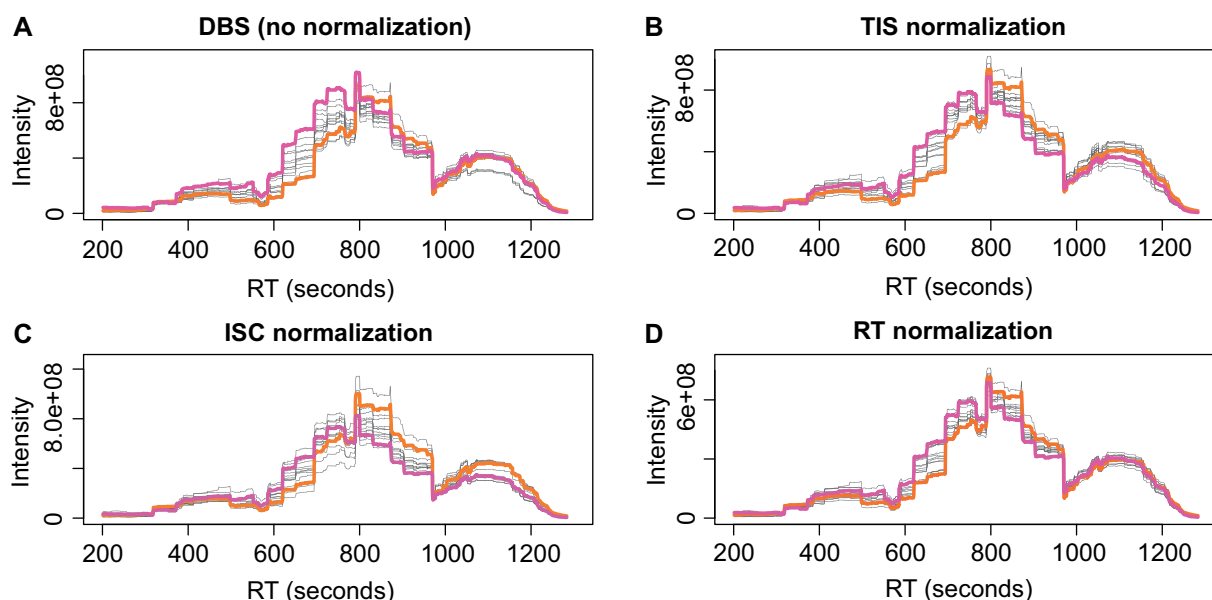 A DBS (no normalization)
Intensity
0 8e+08
200 400 600 800 1000 1200
RT (seconds)
B TIS normalization
Intensity
0 8e+08
200 400 600 800 1000 1200
RT (seconds)
C ISC normalization
Intensity
0 8.0e+08
200 400 600 800 1000 1200
RT (seconds)
D RT normalization
Intensity
0 6e+08
200 400 600 800 1000 1200
RT (seconds)